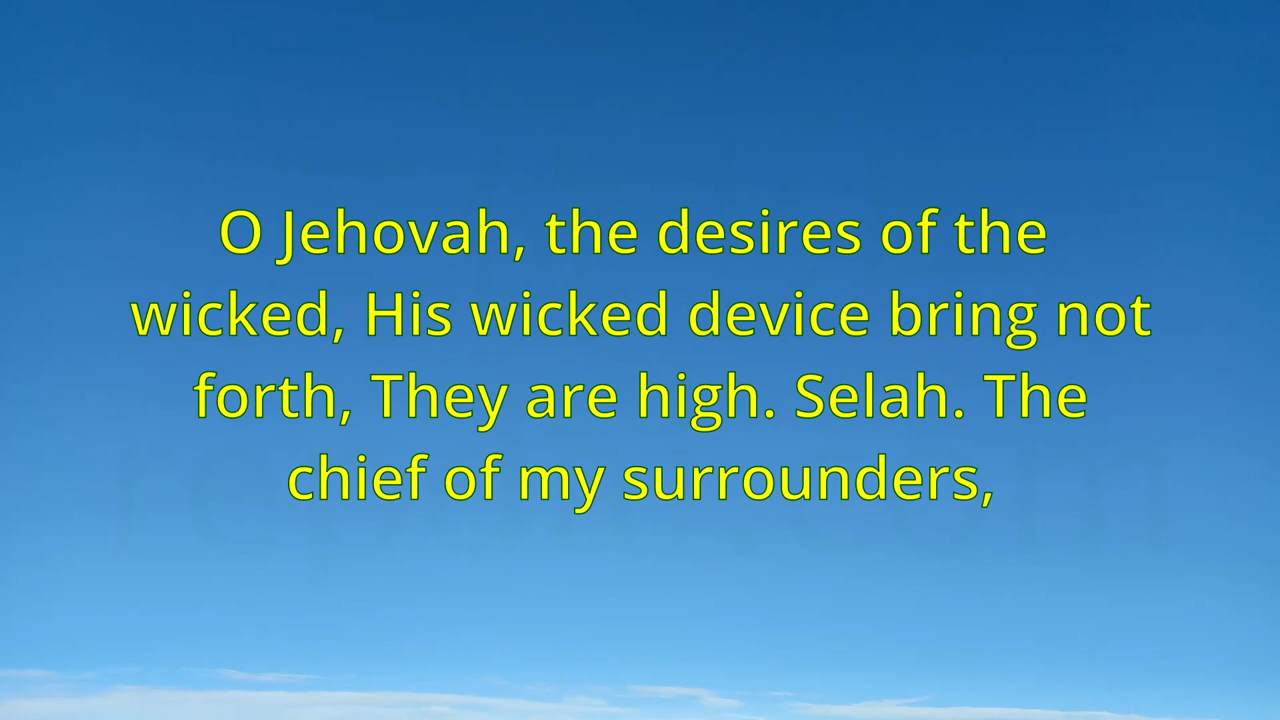 O Jehovah, the desires of the
wicked, His wicked device bring not
forth, They are high. Selah. The
chief of my surrounders,